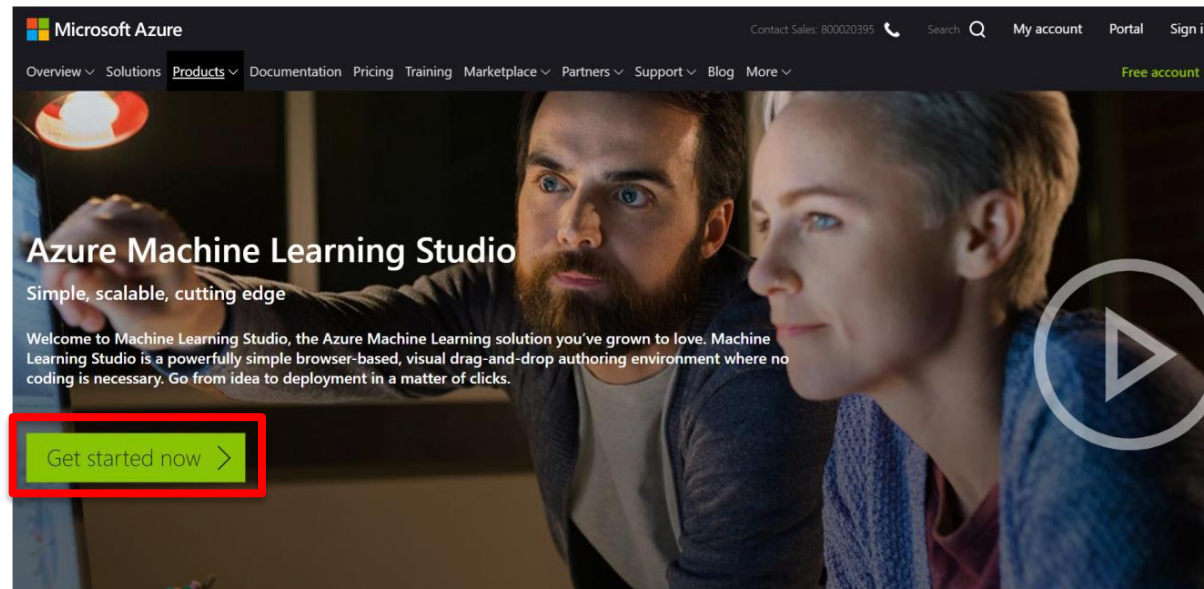 Microsoft Azure
Contact Sales: 800020395 Search My account Portal Sign i
Overview Solutions Products Documentation Pricing Training Marketplace Partners Support Blog More Free account
Azure Machine Learning Studio
Simple, scalable, cutting edge
Welcome to Machine Learning Studio, the Azure Machine Learning solution you've grown to love. Machine
Learning Studio is a powerfully simple browser-based, visual drag-and-drop authoring environment where no
coding is necessary. Go from idea to deployment in a matter of clicks.
Get started now